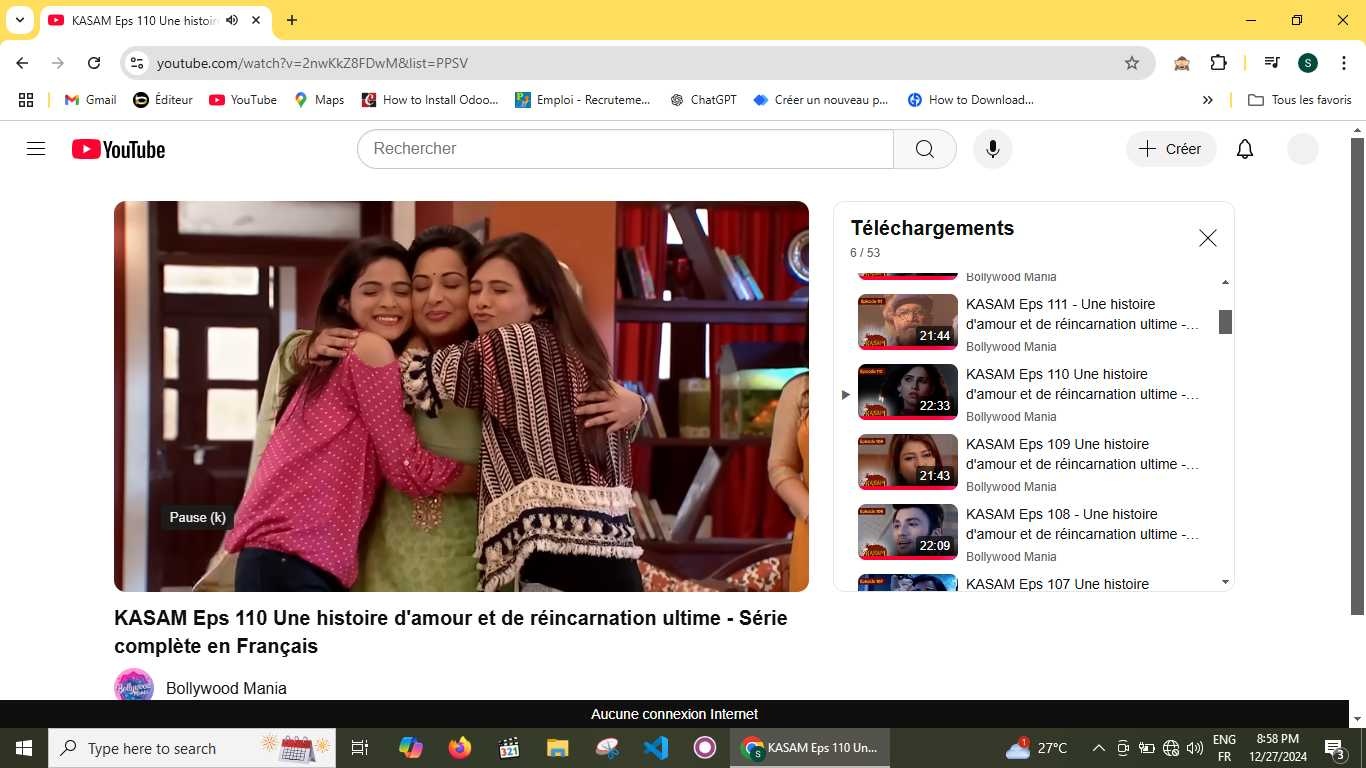 KASAM Eps 110 Une histoir
youtube.com/watch?v=2nwKkZ8FDwM&list=PPSV
S
Gmail
Éditeur
YouTube
Maps
How to Install Odoo...
Emploi - Recruteme...
ChatGPT
Créer un nouveau p...
How to Download...
Tous les favoris
YouTube
Rechercher
Créer
Téléchargements
6 / 53
Bollywood Mania
KASAM Eps 111 - Une histoire
d'amour et de réincarnation ultime -...
Bollywood Mania
21:44
KASAM Eps 110 Une histoire
d'amour et de réincarnation ultime -...
Bollywood Mania
22:33
KASAM Eps 109 Une histoire
d'amour et de réincarnation ultime -...
Bollywood Mania
21:43
KASAM Eps 108 - Une histoire
d'amour et de réincarnation ultime -...
Bollywood Mania
22:09
KASAM Eps 107 Une histoire
Pause (k)
KASAM Eps 110 Une histoire d'amour et de réincarnation ultime - Série
complète en Français
Bollywood Mania
Aucune connexion Internet
Type here to search
321
KASAM Eps 110 Un...
1
27°C
ENG
FR
8:58 PM
12/27/2024
3